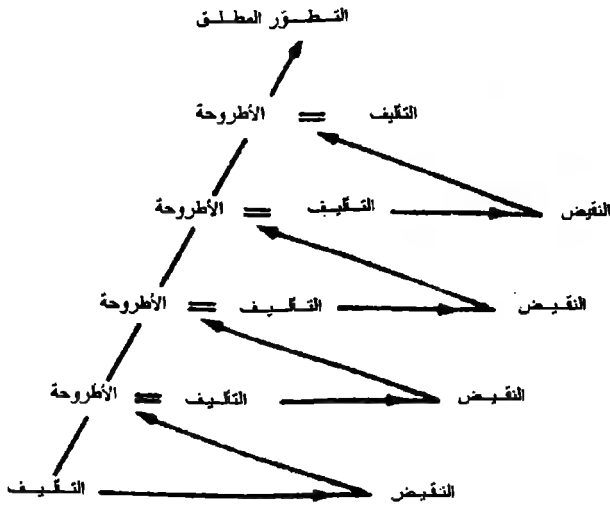 التطوّر المطلق
التأليف = الأطروحة
النقيض التأليف = الأطروحة
النقيض التأليف = الأطروحة
النقيض التأليف = الأطروحة
النقيض التأليف